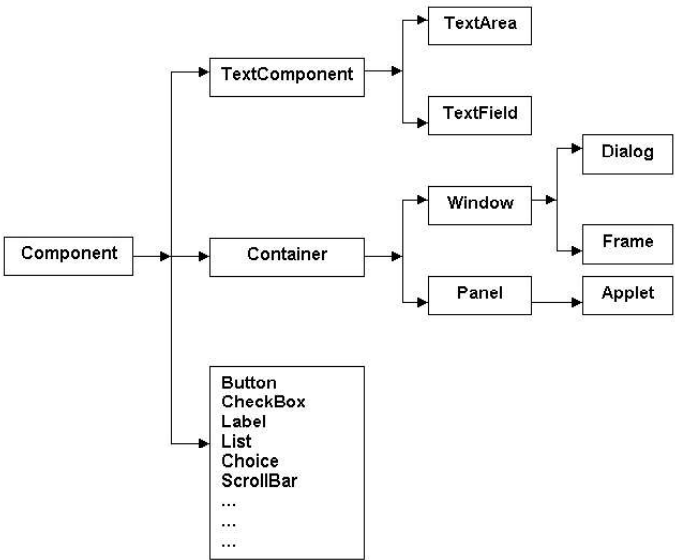 TextArea
TextComponent
TextField
Dialog
Window
Component
Container
Frame
Panel
Applet
Button
CheckBox
Label
List
Choice
ScrollBar
...
...
...